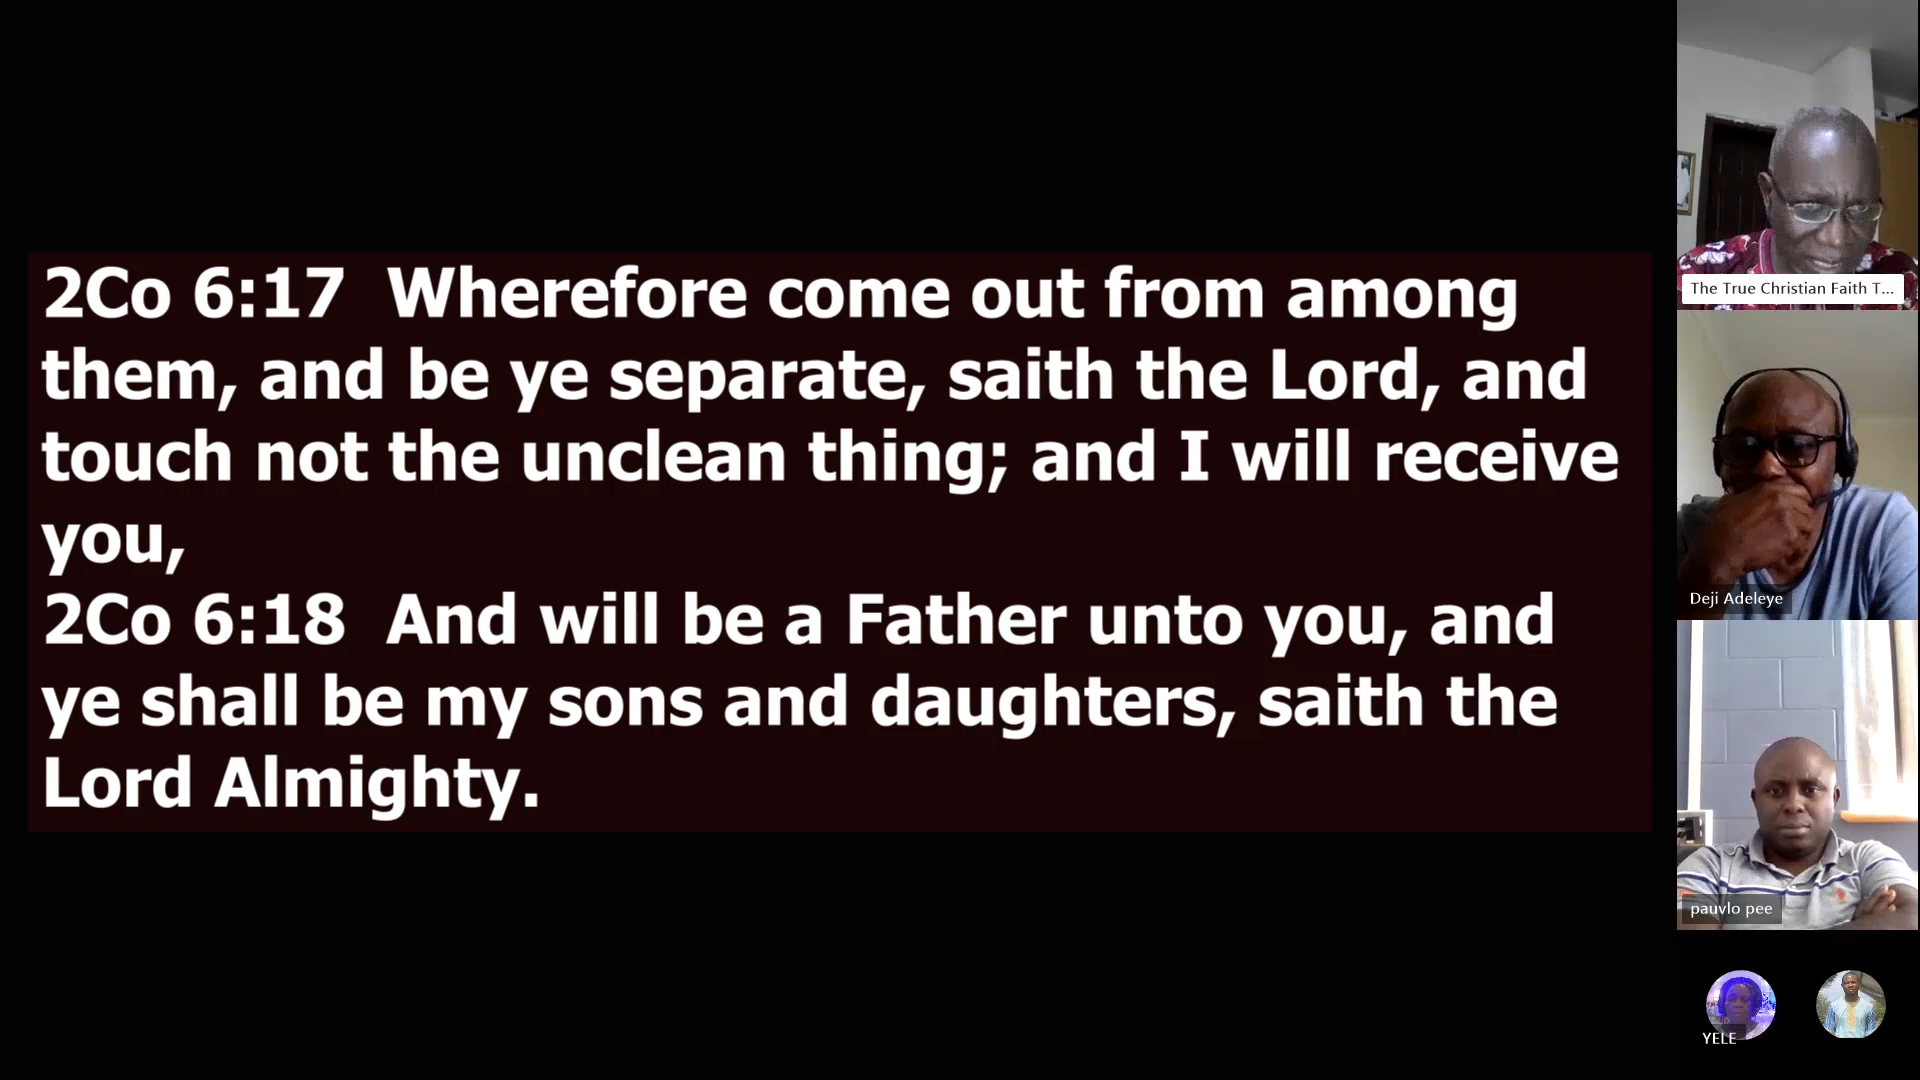 2Co 6:17  Wherefore come out from among
them, and be ye separate, saith the Lord, and
touch not the unclean thing; and I will receive
you,
2Co 6:18  And will be a Father unto you, and
ye shall be my sons and daughters, saith the
Lord Almighty.
The True Christian Faith T...
Deji Adeleye
pauvlo pee
YELE